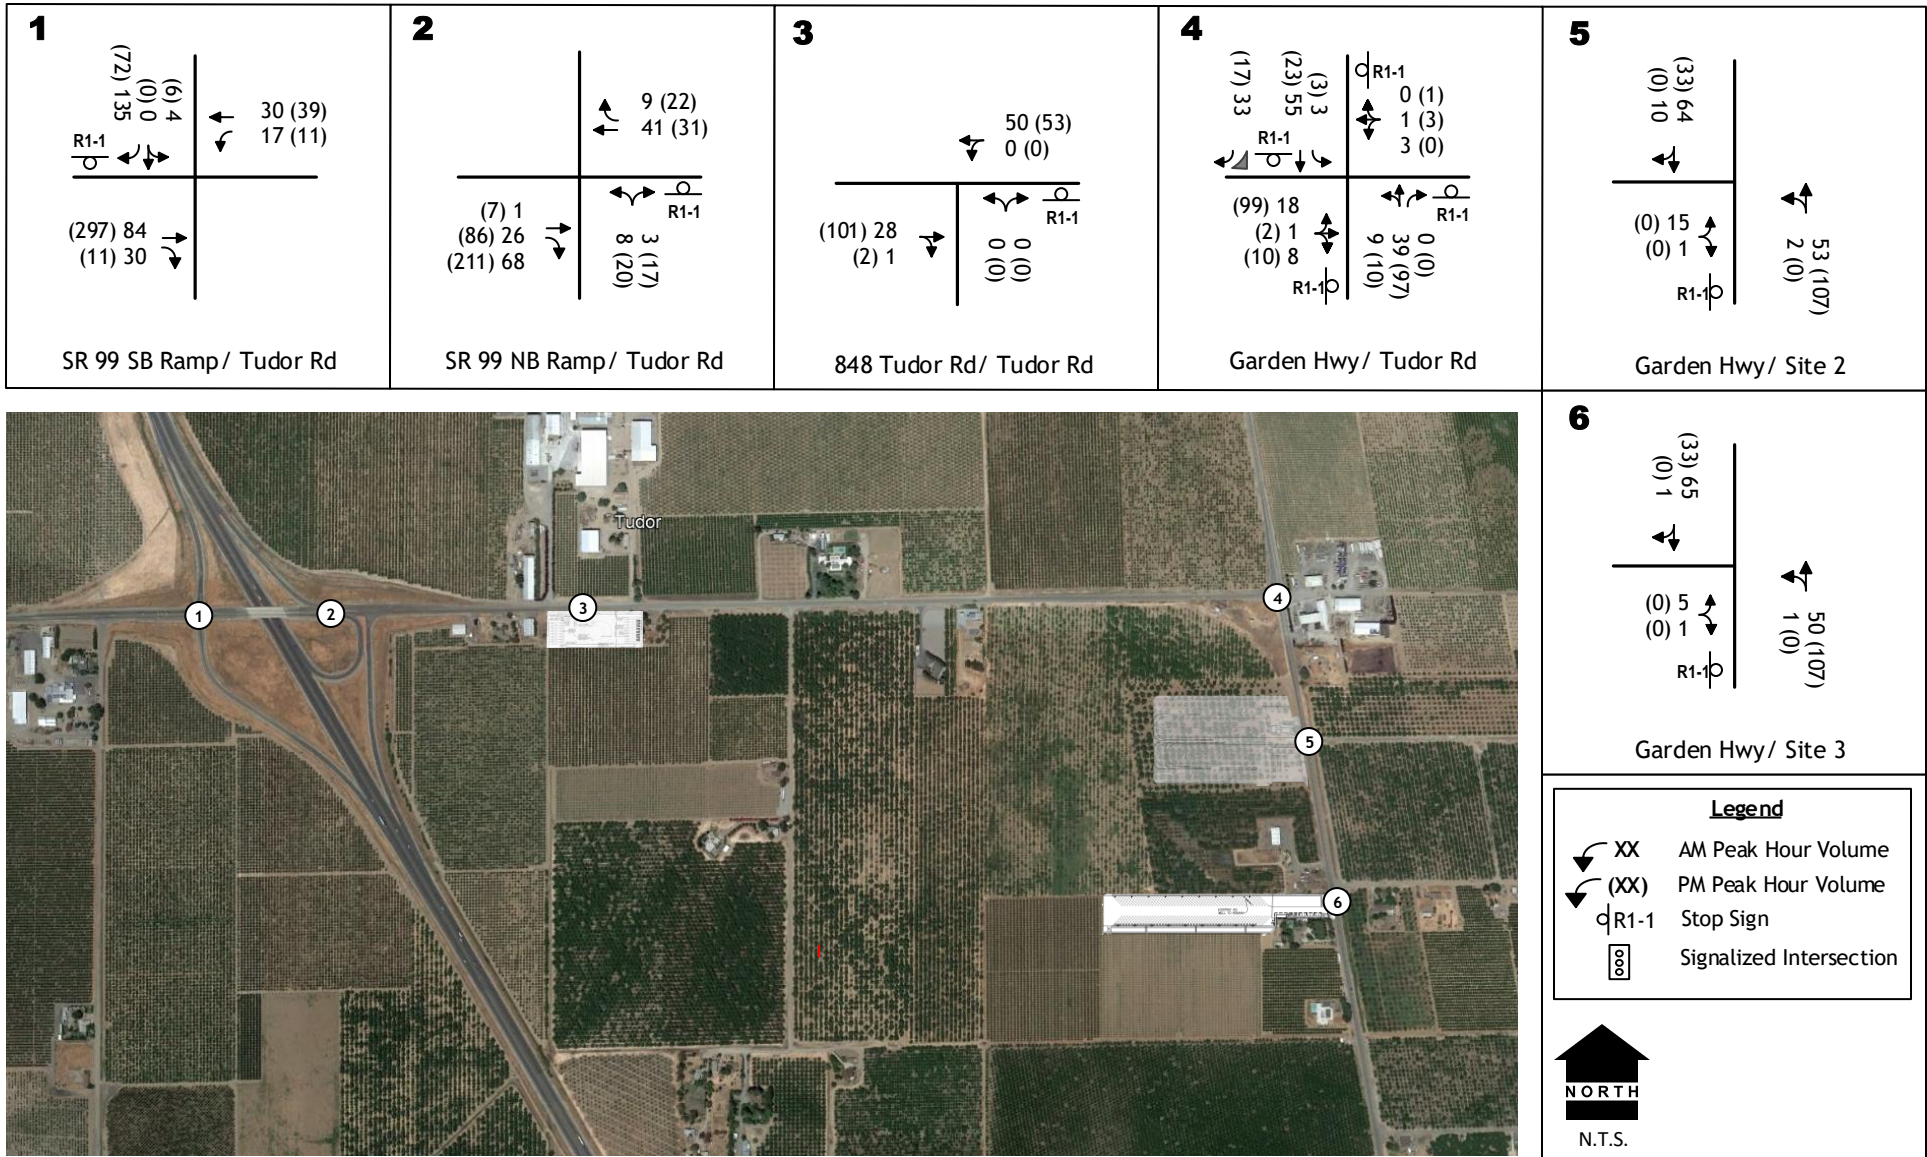 1
(72) 135
(0) 0
(6) 4
30 (39)
17 (11)
R1-1
(297) 84
(11) 30
SR 99 SB Ramp/ Tudor Rd
2
9 (22)
41 (31)
R1-1
(7) 1
(86) 26
(211) 68
8 (20)
3 (17)
SR 99 NB Ramp/ Tudor Rd
3
50 (53)
0 (0)
R1-1
(101) 28
(2) 1
0 (0)
0 (0)
848 Tudor Rd/ Tudor Rd
4
(17) 33
(23) 55
(3) 3
R1-1
0 (1)
1 (3)
3 (0)
R1-1
(99) 18
(2) 1
(10) 8
R1-1
9 (10)
39 (97)
0 (0)
R1-1
Garden Hwy/ Tudor Rd
5
(0) 10
(33) 64
(0) 15
(0) 1
R1-1
2 (0)
53 (107)
Garden Hwy/ Site 2
6
(0) 1
(33) 65
(0) 5
(0) 1
R1-1
1 (0)
50 (107)
Garden Hwy/ Site 3
Tudor
1
2
3
4
5
6
Legend
XX AM Peak Hour Volume
(XX) PM Peak Hour Volume
R1-1 Stop Sign
Signalized Intersection
NORTH
N.T.S.